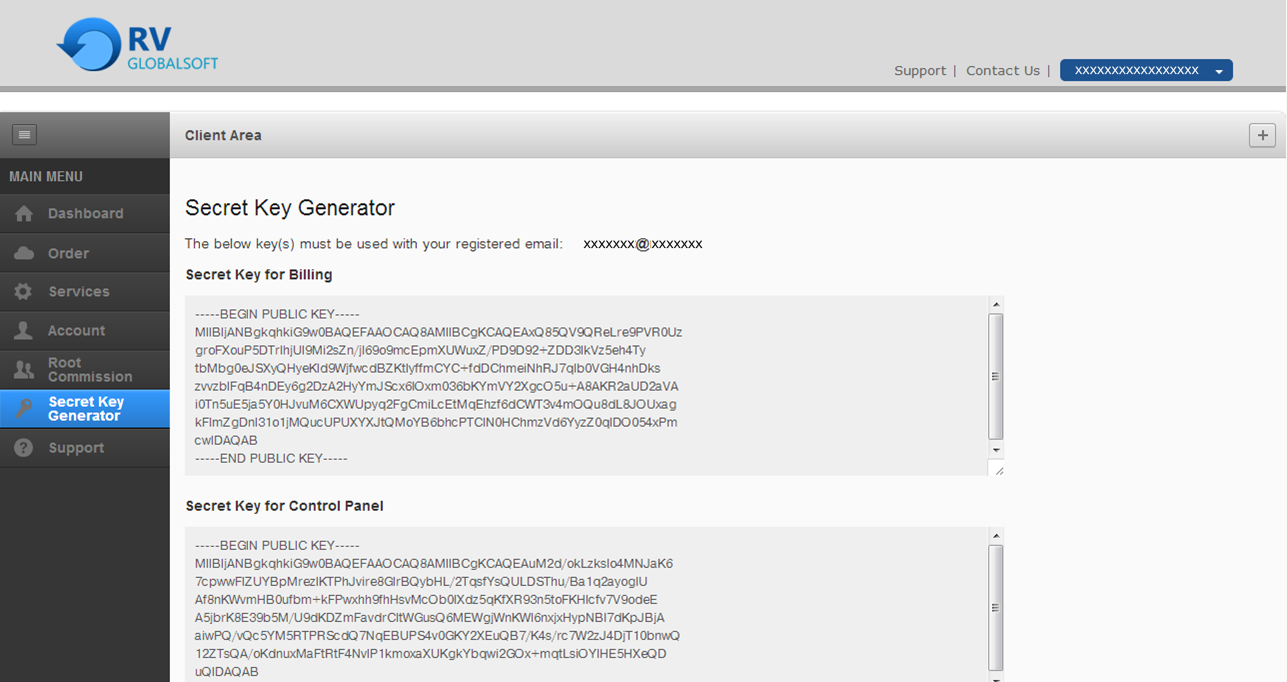 RV
GLOBALSOFT
Support | Contact Us | xxxxxxxxxxxxxxxxx
Client Area
MAIN MENU
Dashboard
Order
Services
Account
Root
Commission
Secret Key
Generator
Support
Secret Key Generator
The below key(s) must be used with your registered email: xxxxxxx@xxxxxxx
Secret Key for Billing
-----BEGIN PUBLIC KEY-----
MIIBIjANBgkqhkiG9w0BAQEFAAOCAQ8AMIIBCgKCAQEAxQ85QV9QReLre9PVR0Uz
groFXouP5DTrIhjUI9Mi2sZn/jI69o9mcEpmXUWuxZ/PD9D92+ZDD3IkVz5eh4Ty
tbMbg0eJSXyQHyeKId9WjfwcdBZKtIyffmCYC+fdDChmeiNhRJ7qIb0VGH4nhDks
zvvzbIFqB4nDEy6g2DzA2HyYmJScx6IOxm036bKYmVY2XgcO5u+A8AKR2aUD2aVA
i0Tn5uE5ja5Y0HJvuM6CXWUpyq2FgCmiLcEtMqEhzf6dCWT3v4mOQu8dL8JOUxag
kFImZgDnI31o1jMQucUPUXYXJtQMoYB6bhcPTCIN0HChmzVd6YyzZ0qIDO054xPm
cwIDAQAB
-----END PUBLIC KEY-----
Secret Key for Control Panel
-----BEGIN PUBLIC KEY-----
MIIBIjANBgkqhkiG9w0BAQEFAAOCAQ8AMIIBCgKCAQEAuM2d/okLzksIo4MNJaK6
7cpwwFIZUYBpMrezIKTPhJvire8GIrBQybHL/2TqsfYsQULDSThu/Ba1q2ayogIU
Af8nKWvmHB0ufbm+kFPwxhh9fhHsvMcOb0IXdz5qKfXR93n5toFKHIcfv7V9odeE
A5jbrK8E39b5M/U9dKDZmFavdrCItWGusQ6MEWgjWnKWI6nxjxHypNBI7dKpJBjA
aiwPQ/vQc5YM5RTPRScdQ7NqEBUPS4v0GKY2XEuQB7/K4s/rc7W2zJ4DjT10bnwQ
12ZTsQA/oKdnuxMaFtRtF4NvIP1kmoxaXUKgkYbqwi2GOx+mqtLsiOYIHE5HXeQD
uQIDAQAB